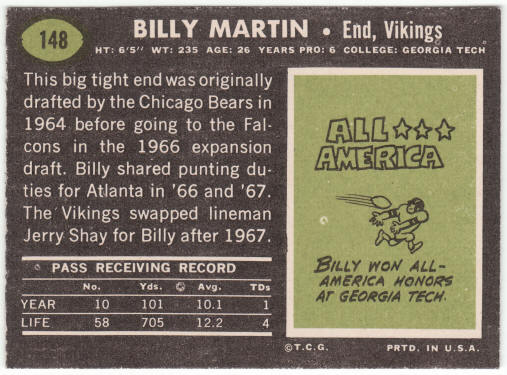 148
BILLY MARTIN • End, Vikings
HT: 6'5" WT: 235 AGE: 26 YEARS PRO: 6 COLLEGE: GEORGIA TECH
This big tight end was originally
drafted by the Chicago Bears in
1964 before going to the Fal-
cons in the 1966 expansion
draft. Billy shared punting du-
ties for Atlanta in '66 and '67.
The Vikings swapped lineman
Jerry Shay for Billy after 1967.
PASS RECEIVING RECORD
No. Yds. Avg. TDs
YEAR 10 101 10.1 1
LIFE 58 705 12.2 4
ALL ★★★
AMERICA
BILLY WON ALL-
AMERICA HONORS
AT GEORGIA TECH.
©T.C.G. PRTD. IN U.S.A.